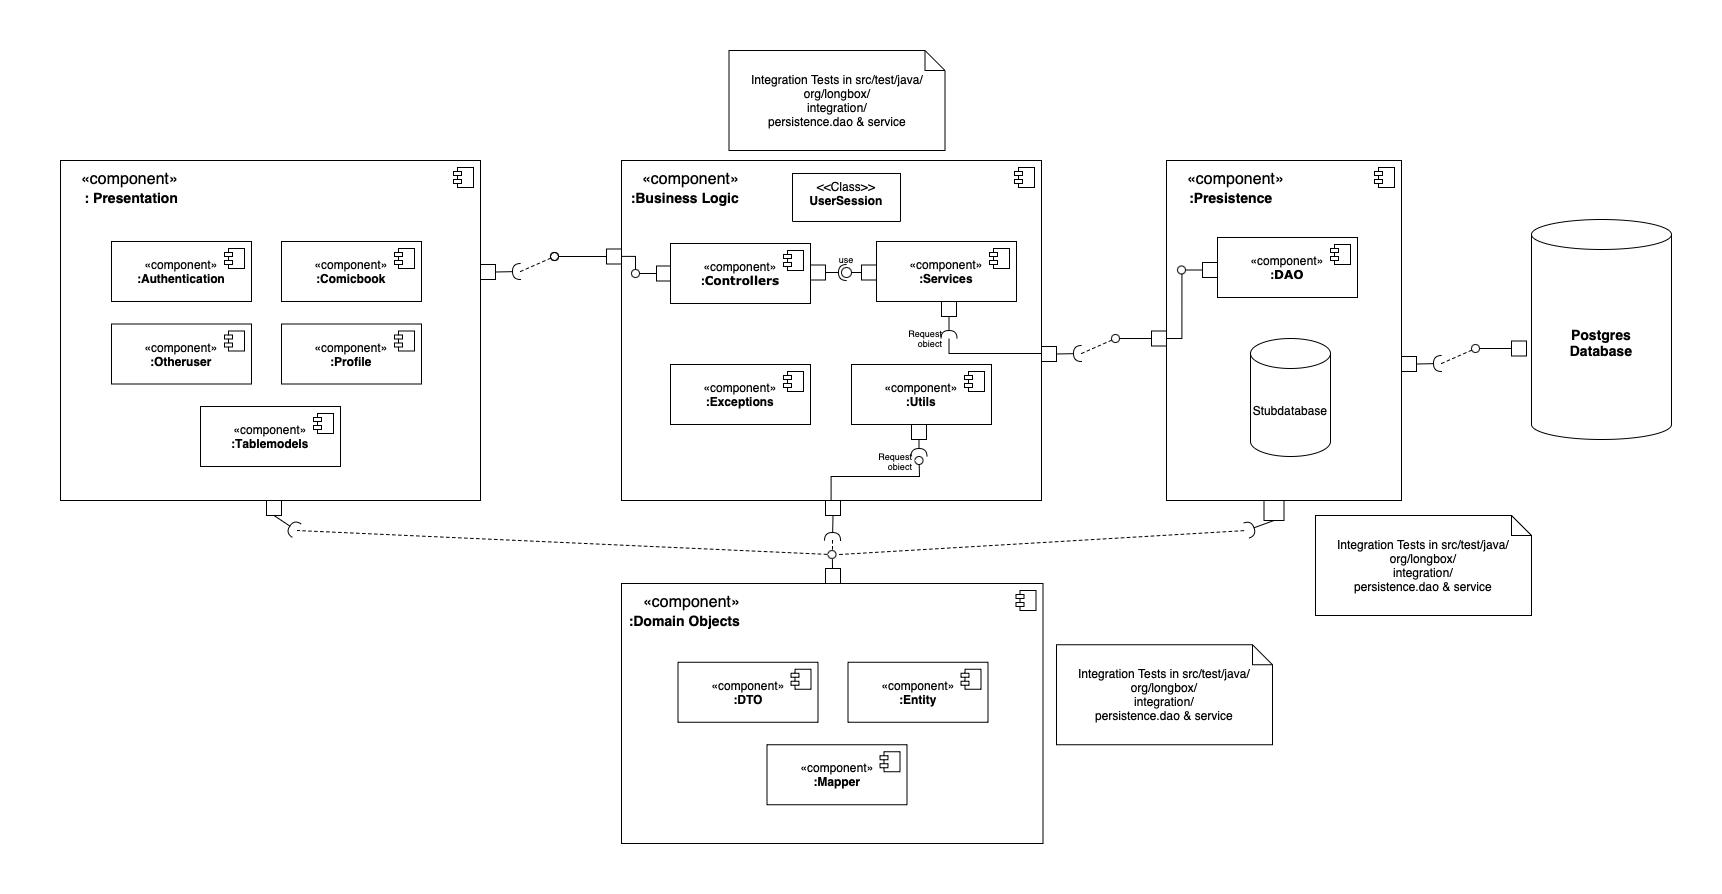 Integration Tests in src/test/java/
org/longbox/
integration/
persistence.dao & service
«component»
: Presentation
«component»
:Authentication
«component»
:Comicbook
«component»
:Otheruser
«component»
:Profile
«component»
:Tablemodels
«component»
:Business Logic
<<Class>>
UserSession
«component»
:Controllers
use
«component»
:Services
Request
object
«component»
:Exceptions
«component»
:Utils
Request
obiect
«component»
:Presistence
«component»
:DAO
Stubdatabase
Postgres
Database
Integration Tests in src/test/java/
org/longbox/
integration/
persistence.dao & service
«component»
:Domain Objects
«component»
:DTO
«component»
:Entity
«component»
:Mapper
Integration Tests in src/test/java/
org/longbox/
integration/
persistence.dao & service